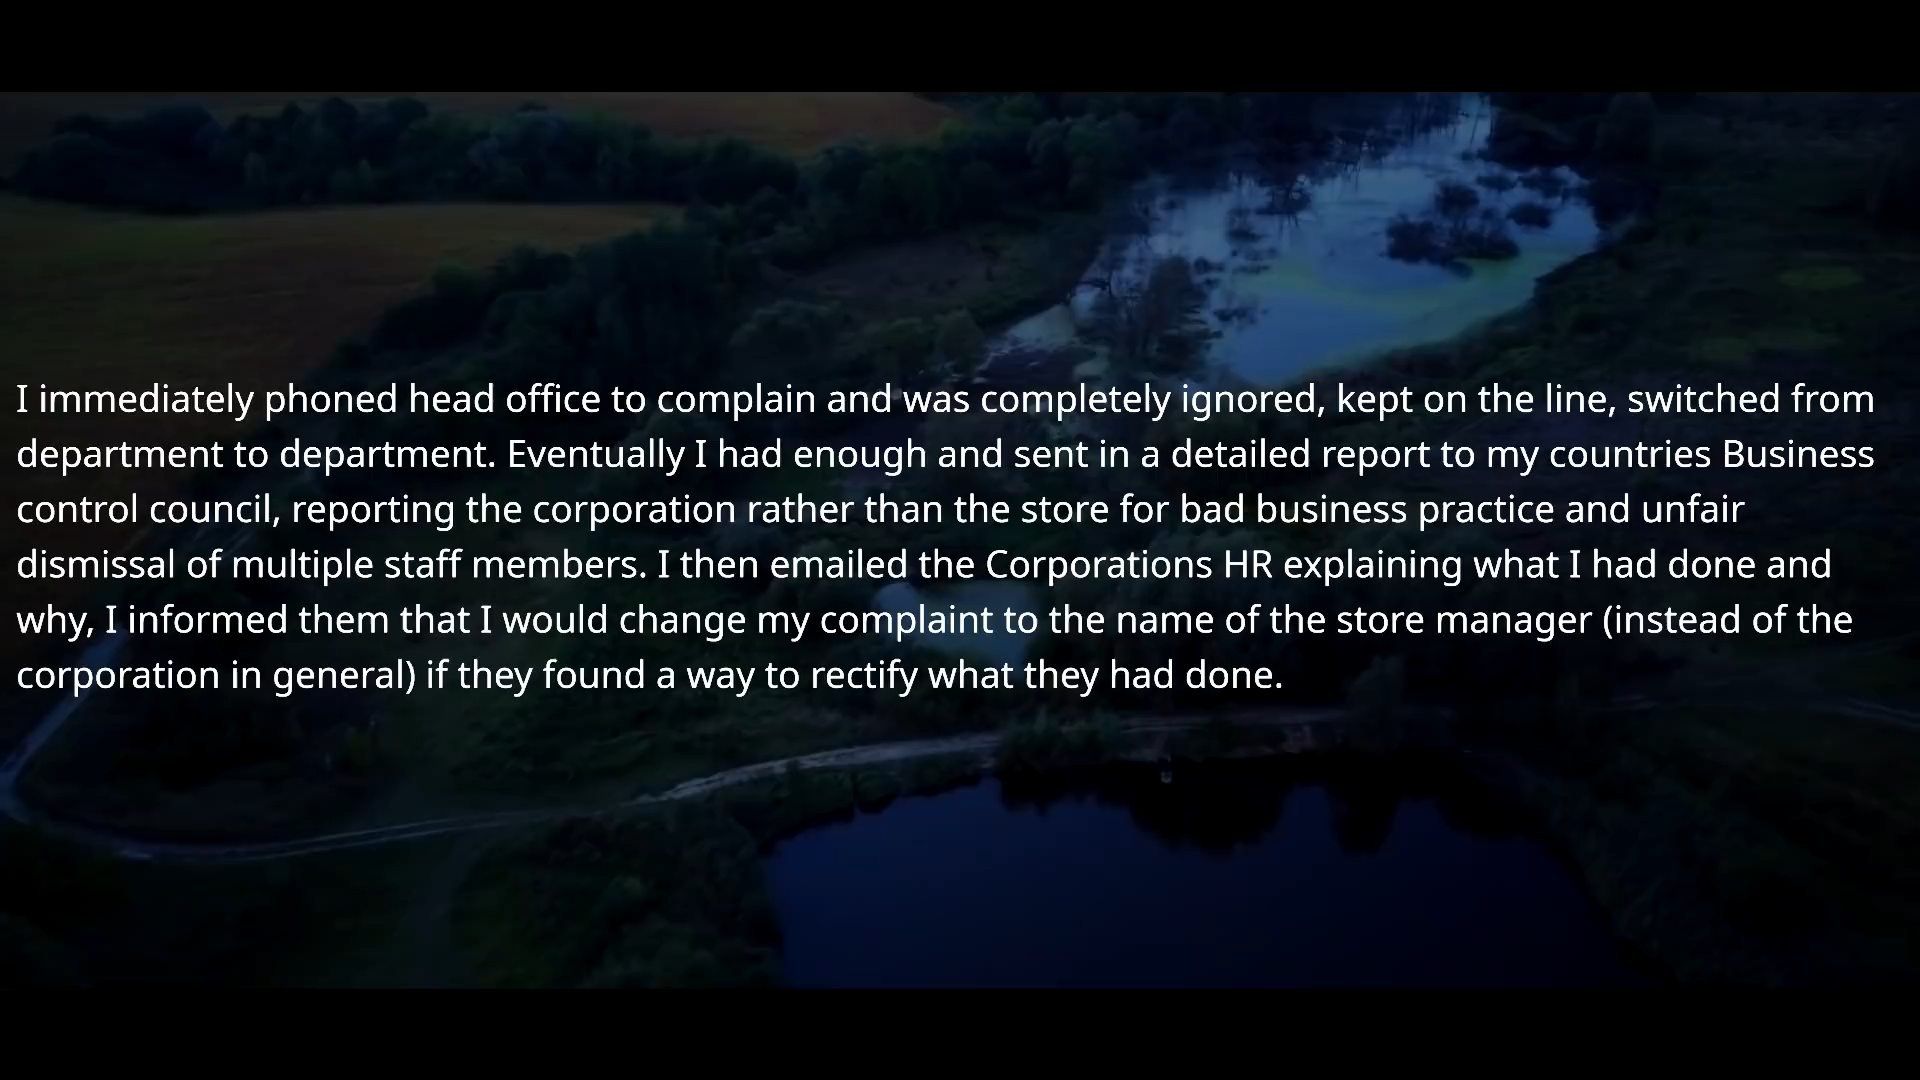 I immediately phoned head office to complain and was completely ignored, kept on the line, switched from
department to department. Eventually I had enough and sent in a detailed report to my countries Business
control council, reporting the corporation rather than the store for bad business practice and unfair
dismissal of multiple staff members. I then emailed the Corporations HR explaining what I had done and
why, I informed them that I would change my complaint to the name of the store manager (instead of the
corporation in general) if they found a way to rectify what they had done.